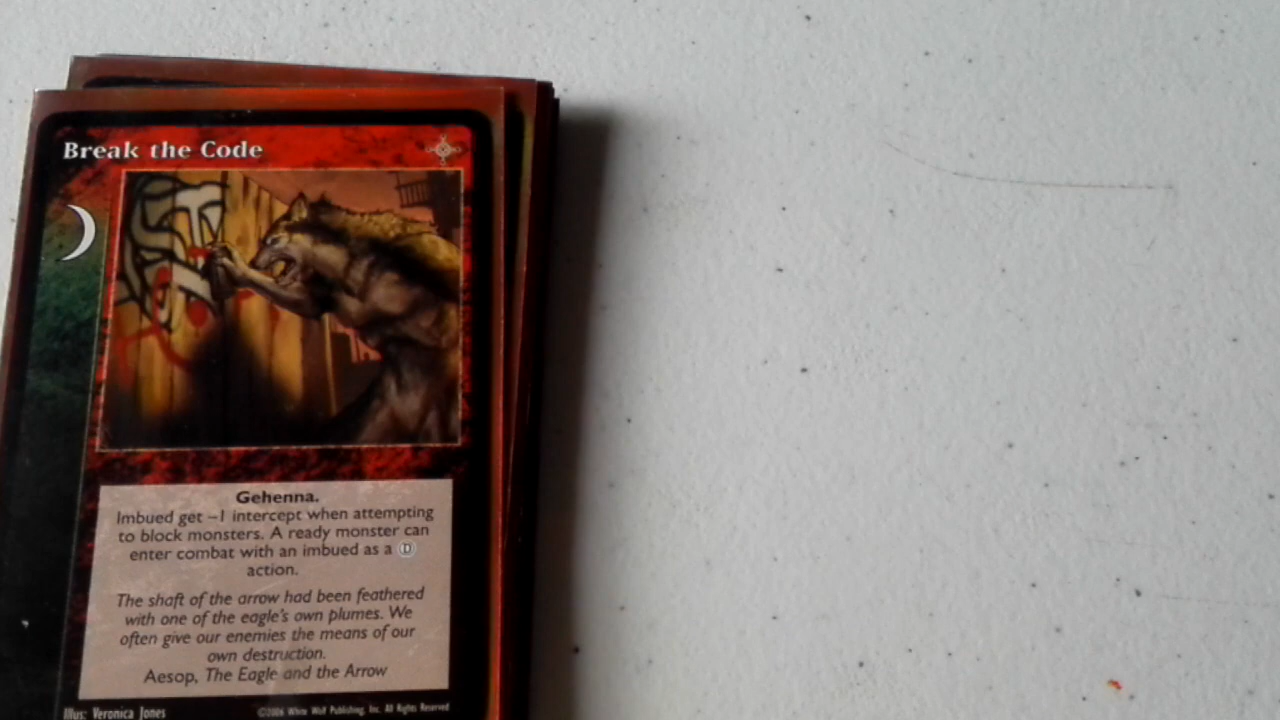 Break the Code
Gehenna.
Imbued get –1 intercept when attempting
to block monsters. A ready monster can
enter combat with an imbued as a Ⓓ
action.
The shaft of the arrow had been feathered
with one of the eagle's own plumes. We
often give our enemies the means of our
own destruction.
Aesop, The Eagle and the Arrow
Illus: Veronica Jones
©2006 White Wolf Publishing, Inc. All Rights Reserved